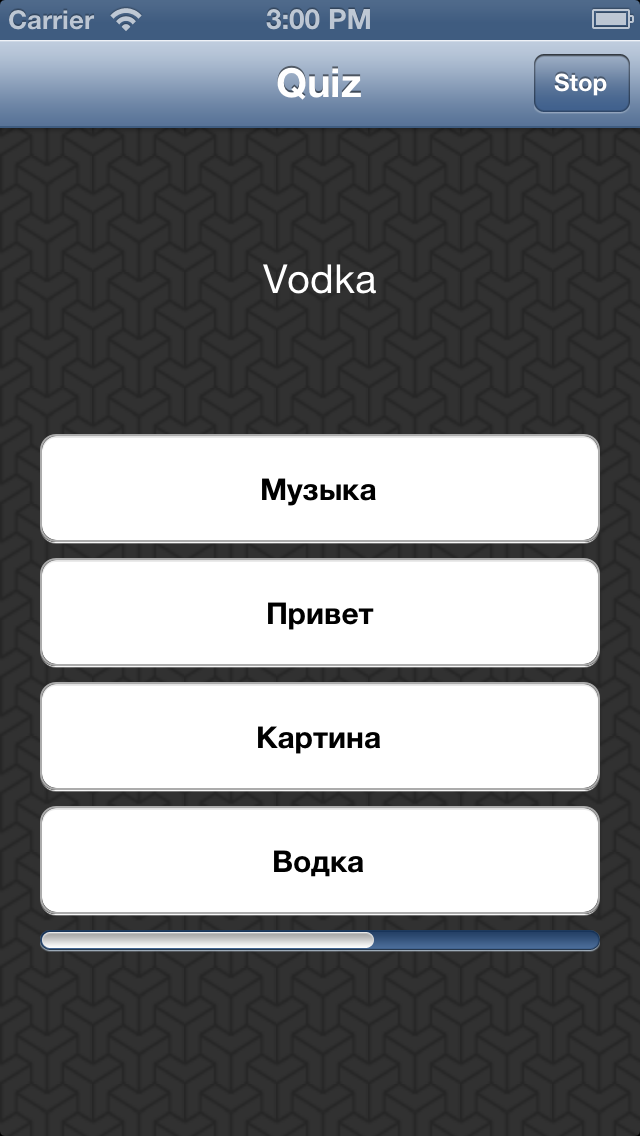 Carrier 3:00 PM
Quiz Stop
Vodka
Музыка
Привет
Картина
Водка